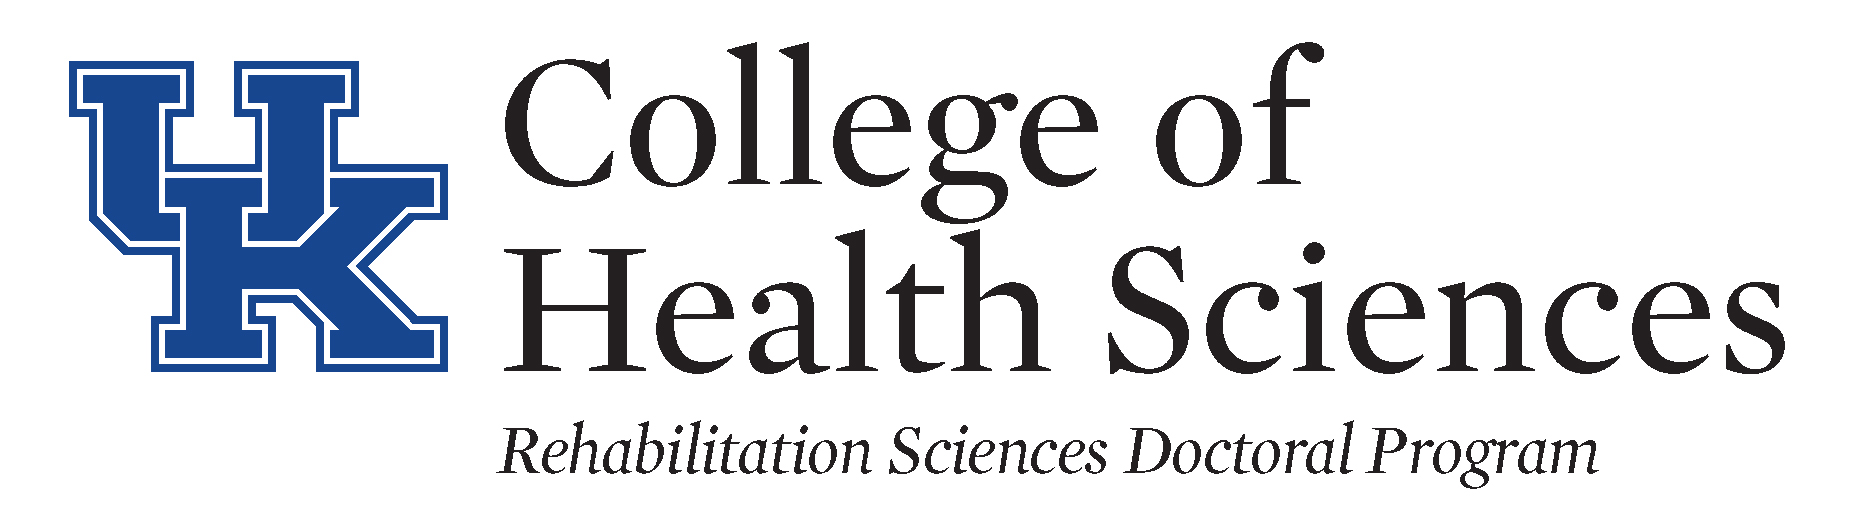 UK
College of
Health Sciences
Rehabilitation Sciences Doctoral Program